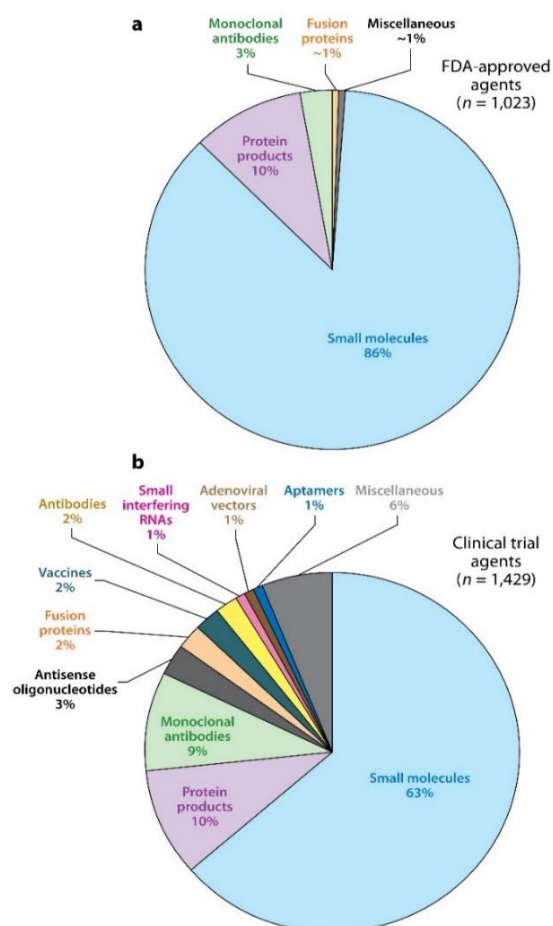 a
Monoclonal
antibodies
3%
Fusion
proteins
~1%
Miscellaneous
~1%
FDA-approved
agents
(n = 1,023)
Protein
products
10%
Small molecules
86%
b
Antibodies
2%
Small
interfering
RNAs
1%
Adenoviral
vectors
1%
Aptamers
1%
Miscellaneous
6%
Clinical trial
agents
(n = 1,429)
Vaccines
2%
Fusion
proteins
2%
Antisense
oligonucleotides
3%
Monoclonal
antibodies
9%
Protein
products
10%
Small molecules
63%